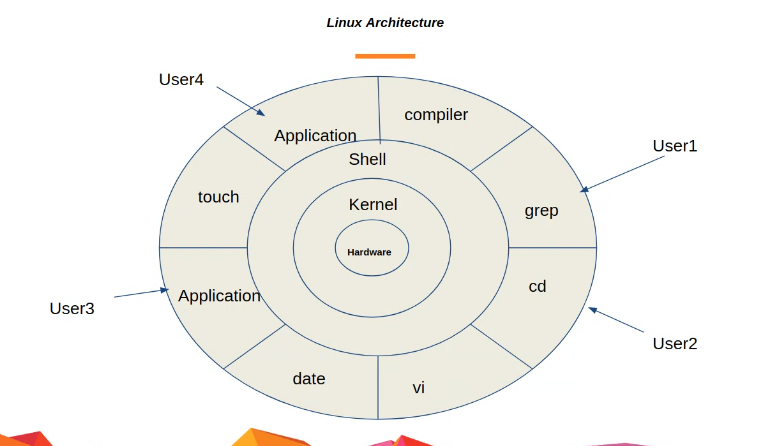 Linux Architecture
User4
compiler
Application
User1
Shell
touch
Kernel
grep
Hardware
cd
Application
User3
User2
date
vi